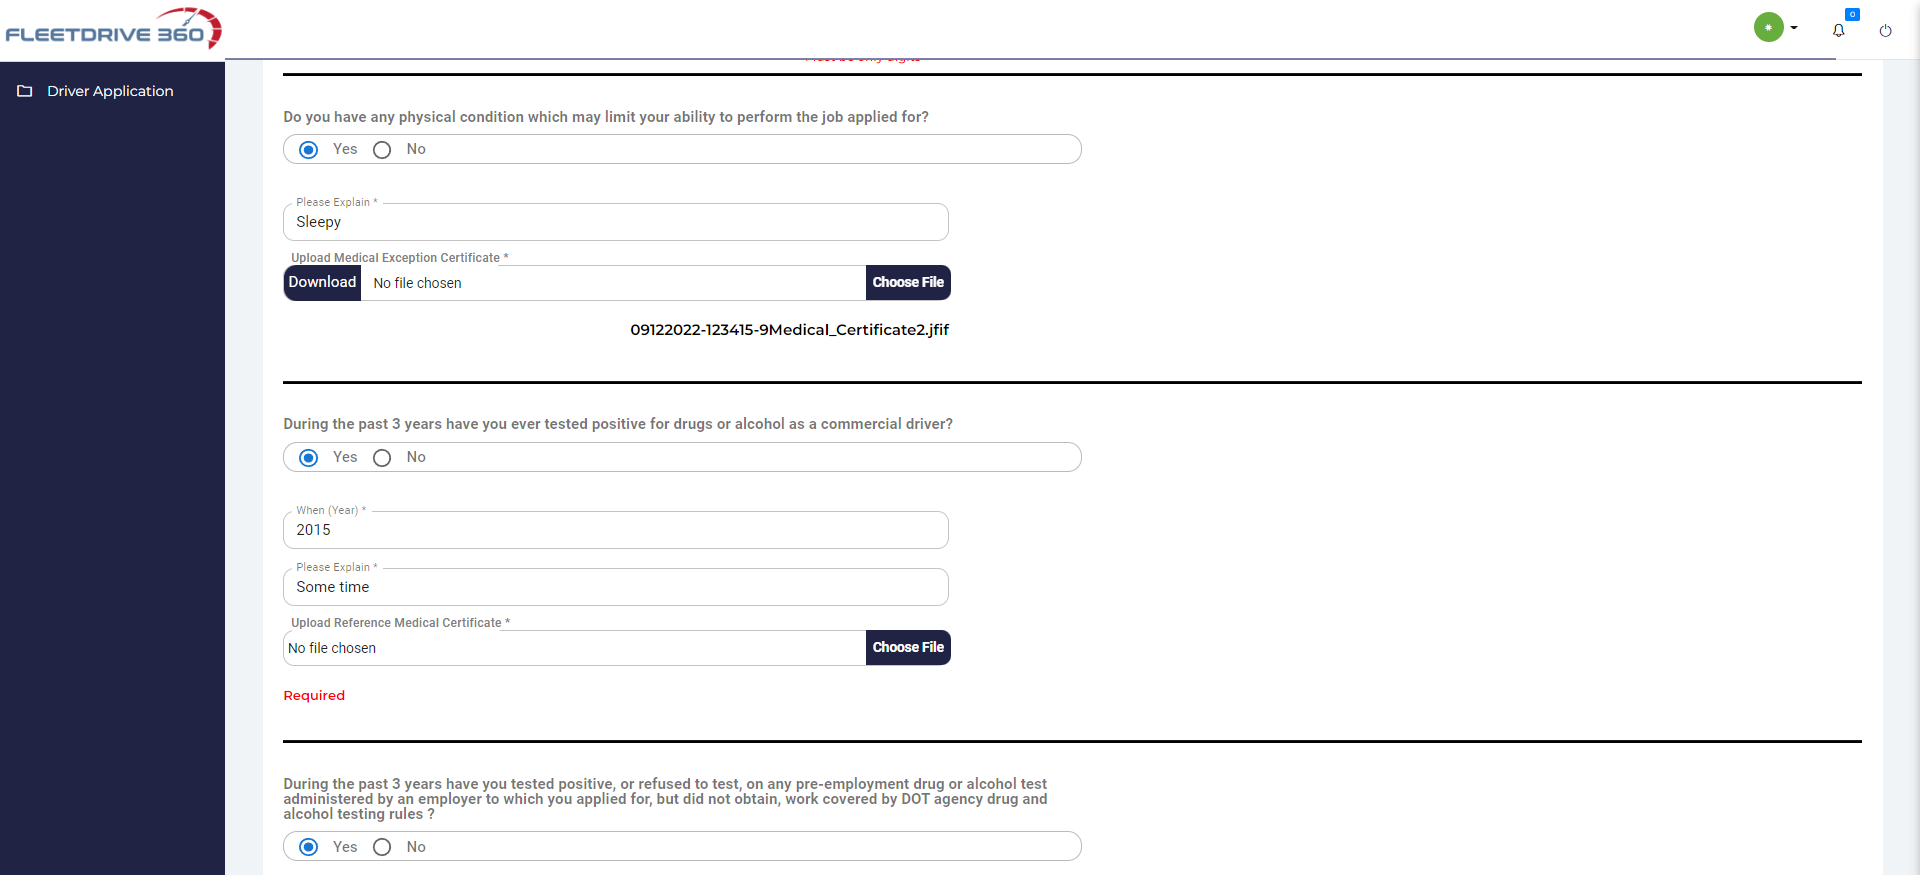 FLEETDRIVE 360
0
Driver Application
Do you have any physical condition which may limit your ability to perform the job applied for?
Yes No
Please Explain *
Sleepy
Upload Medical Exception Certificate *
Download No file chosen Choose File
09122022-123415-9Medical_Certificate2.jfif
During the past 3 years have you ever tested positive for drugs or alcohol as a commercial driver?
Yes No
When (Year) *
2015
Please Explain *
Some time
Upload Reference Medical Certificate *
No file chosen Choose File
Required
During the past 3 years have you tested positive, or refused to test, on any pre-employment drug or alcohol test
administered by an employer to which you applied for, but did not obtain, work covered by DOT agency drug and
alcohol testing rules ?
Yes No